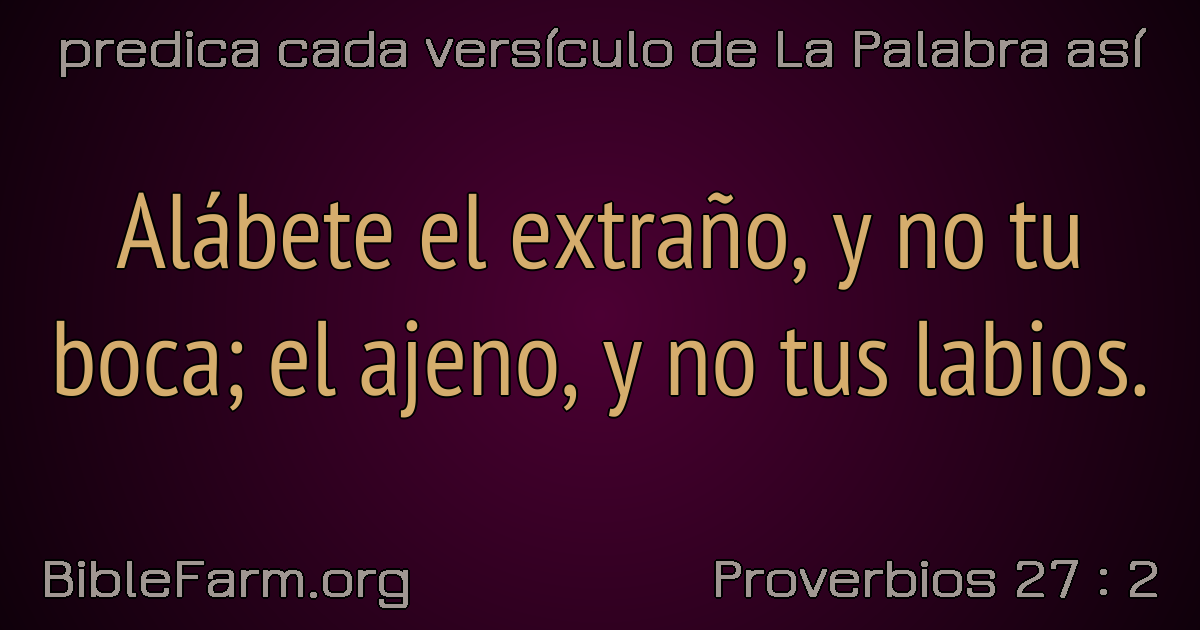 predica cada versículo de La Palabra así
Alábete el extraño, y no tu
boca; el ajeno, y no tus labios.
BibleFarm.org
Proverbios 27 : 2